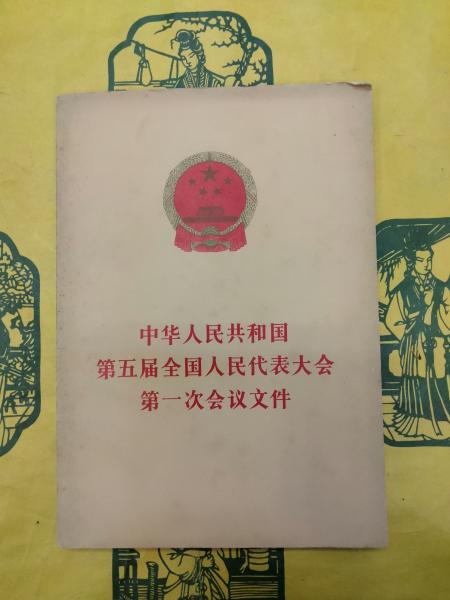 中华人民共和国
第五届全国人民代表大会
第一次会议文件